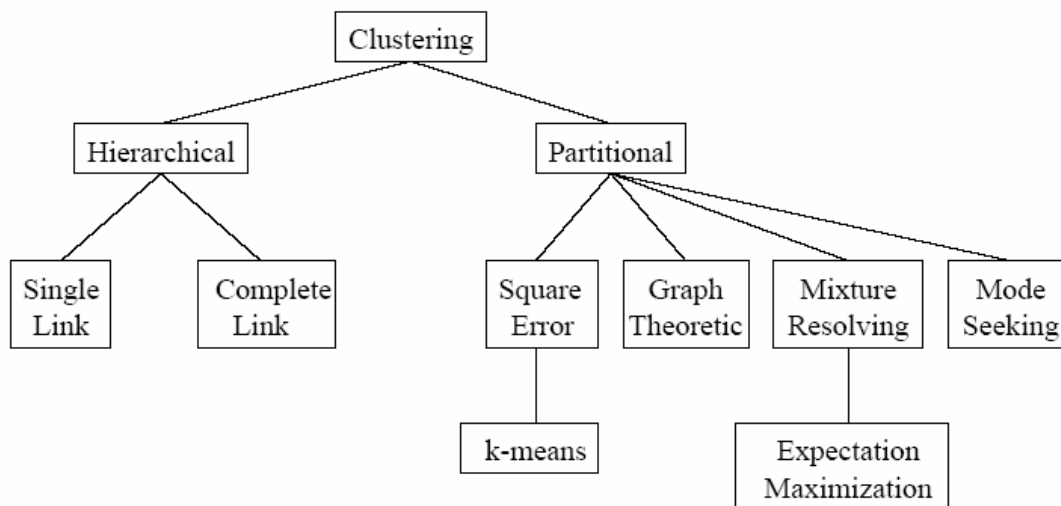 Clustering
Hierarchical
Partitional
Single
Link
Complete
Link
Square
Error
Graph
Theoretic
Mixture
Resolving
Mode
Seeking
k-means
Expectation
Maximization